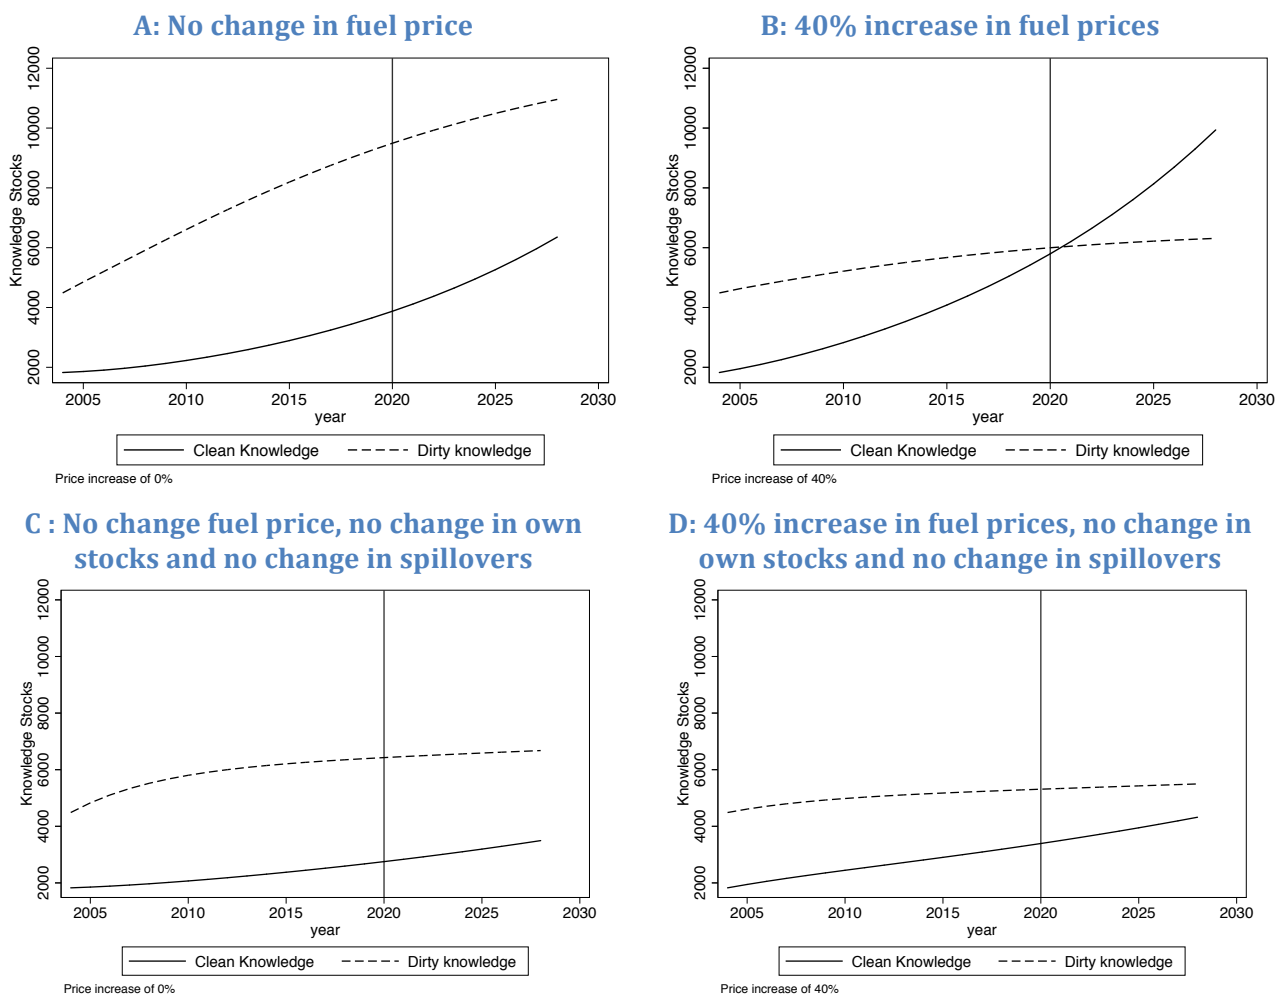 A: No change in fuel price
Knowledge Stocks
12000
10000
8000
6000
4000
2000
2005 2010 2015 2020 2025 2030
year
Clean Knowledge Dirty knowledge
Price increase of 0%
B: 40% increase in fuel prices
Knowledge Stocks
12000
10000
8000
6000
4000
2000
2005 2010 2015 2020 2025 2030
year
Clean Knowledge Dirty knowledge
Price increase of 40%
C : No change fuel price, no change in own
stocks and no change in spillovers
Knowledge Stocks
12000
10000
8000
6000
4000
2000
2005 2010 2015 2020 2025 2030
year
Clean Knowledge Dirty knowledge
Price increase of 0%
D: 40% increase in fuel prices, no change in
own stocks and no change in spillovers
Knowledge Stocks
12000
10000
8000
6000
4000
2000
2005 2010 2015 2020 2025 2030
year
Clean Knowledge Dirty knowledge
Price increase of 40%